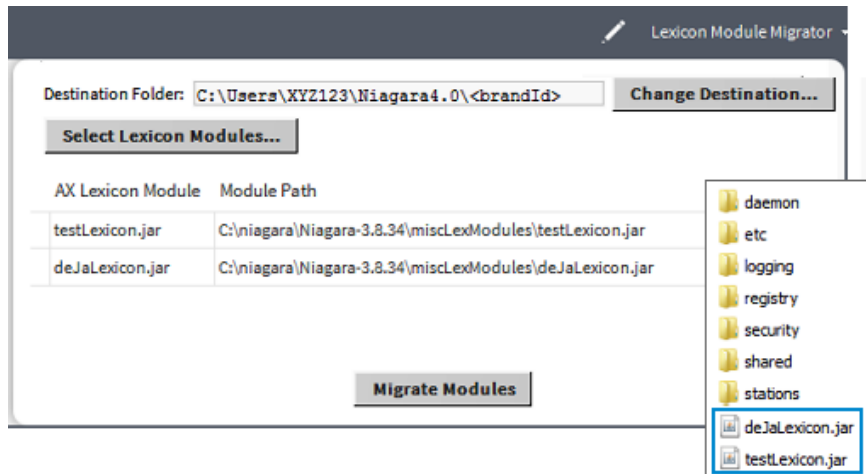 Lexicon Module Migrator
Destination Folder: C:\Users\XYZ123\Niagara4.0\<brandId> Change Destination...
Select Lexicon Modules...
AX Lexicon Module Module Path
testLexicon.jar C:\niagara\Niagara-3.8.34\miscLexModules\testLexicon.jar
deJaLexicon.jar C:\niagara\Niagara-3.8.34\miscLexModules\deJaLexicon.jar
Migrate Modules
daemon
etc
logging
registry
security
shared
stations
deJaLexicon.jar
testLexicon.jar